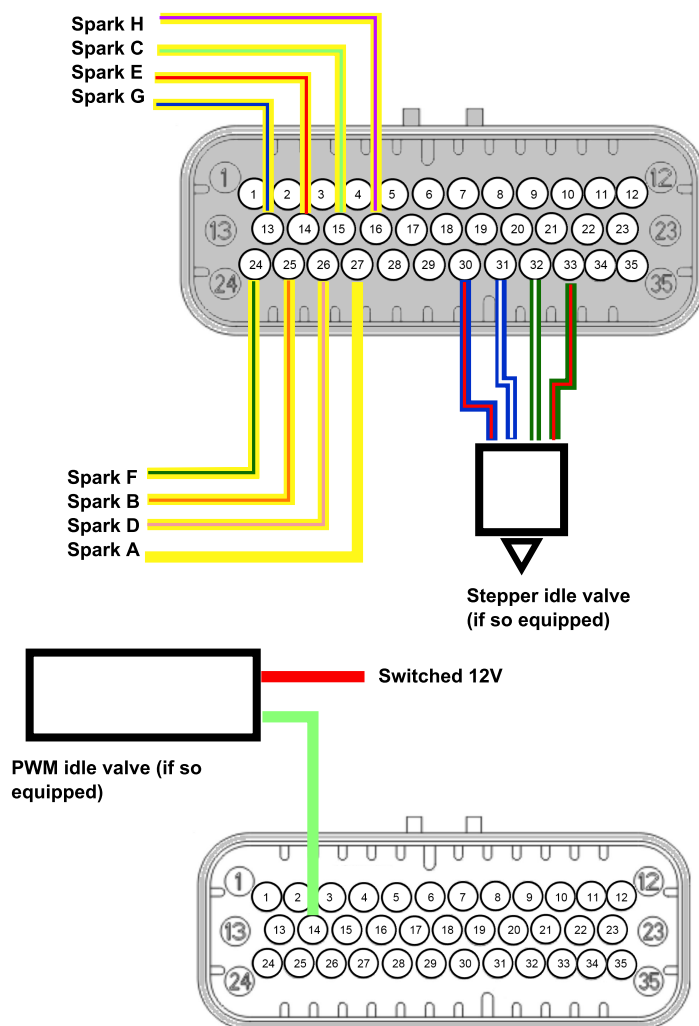 Spark H
Spark C
Spark E
Spark G
1 12
1 2 3 4 5 6 7 8 9 10 11 12
13 13 14 15 16 17 18 19 20 21 22 23 23
24 25 26 27 28 29 30 31 32 33 34 35
24 35
Spark F
Spark B
Spark D
Spark A
Stepper idle valve
(if so equipped)
Switched 12V
PWM idle valve (if so
equipped)
1 12
1 2 3 4 5 6 7 8 9 10 11 12
13 13 14 15 16 17 18 19 20 21 22 23 23
24 25 26 27 28 29 30 31 32 33 34 35
24 35